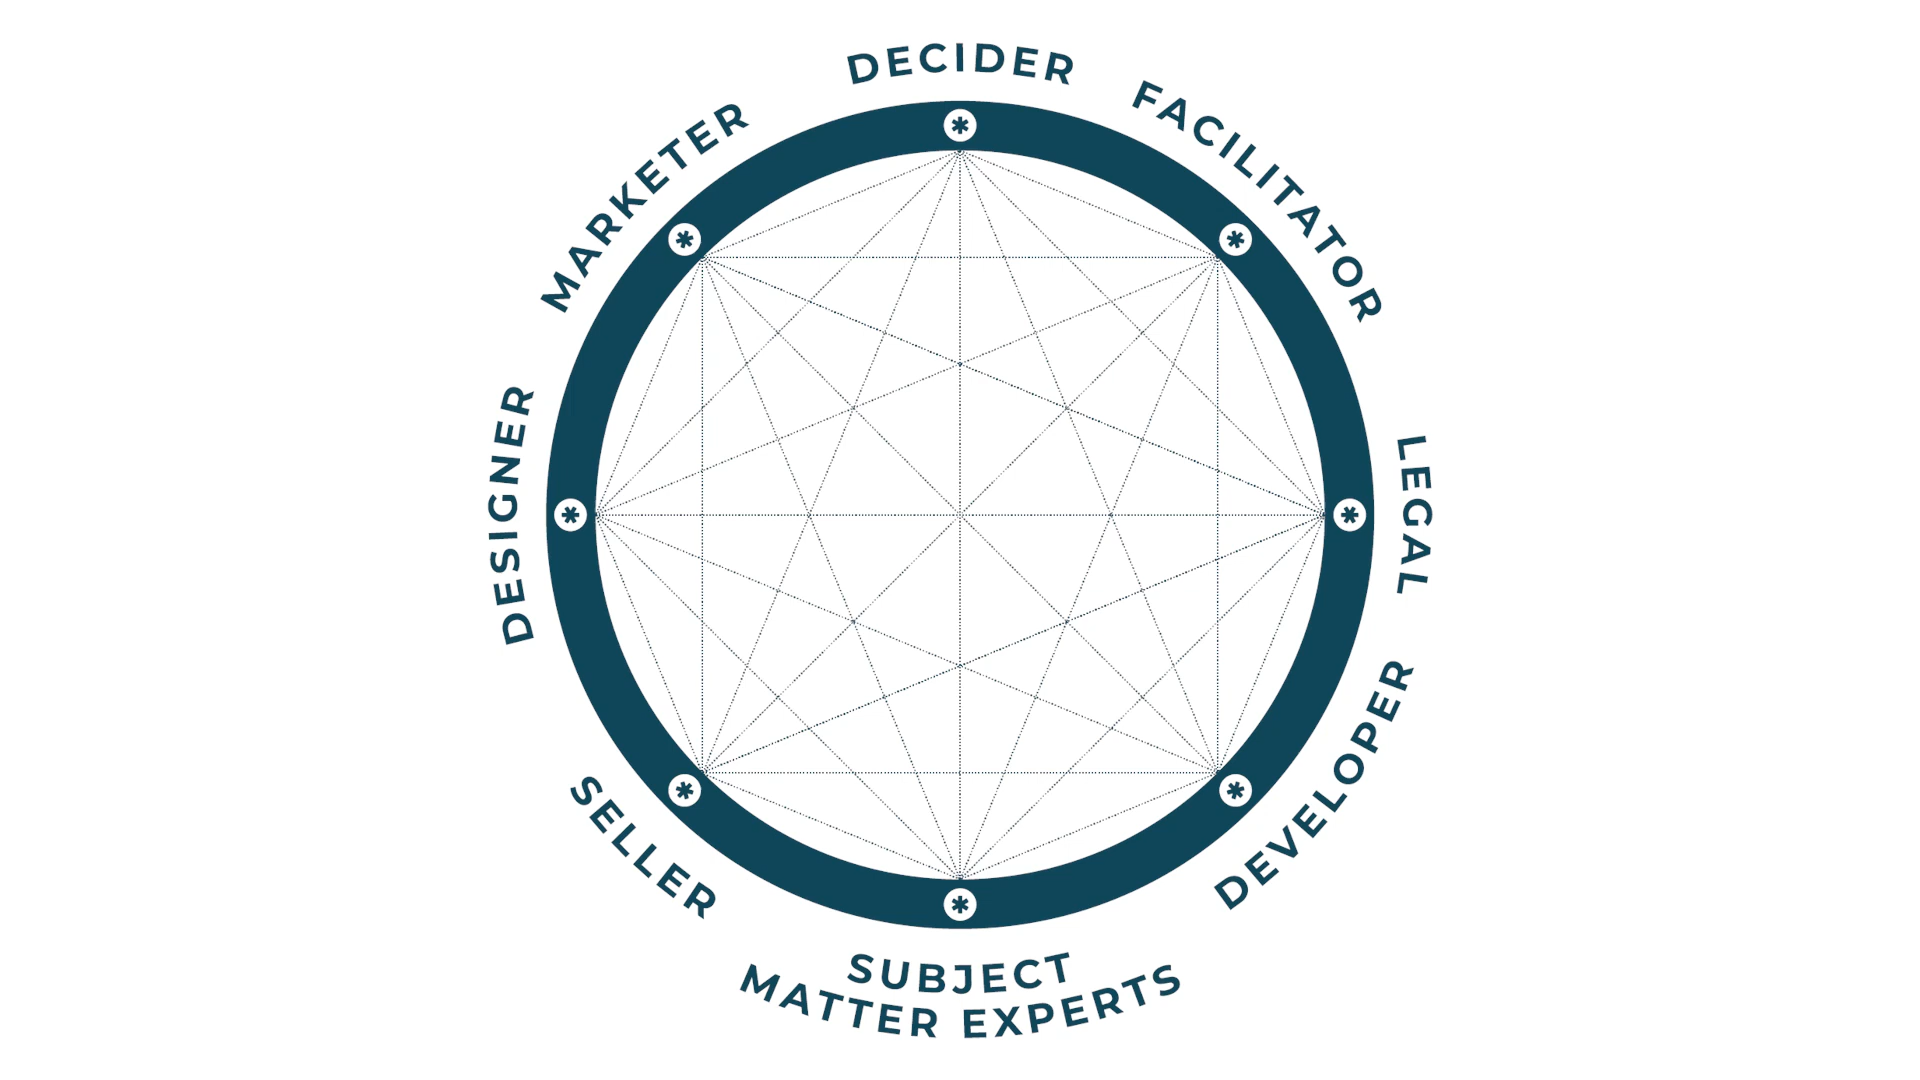 DECIDER
FACILITATOR
LEGAL
DEVELOPER
SUBJECT
MATTER EXPERTS
SELLER
DESIGNER
MARKETER